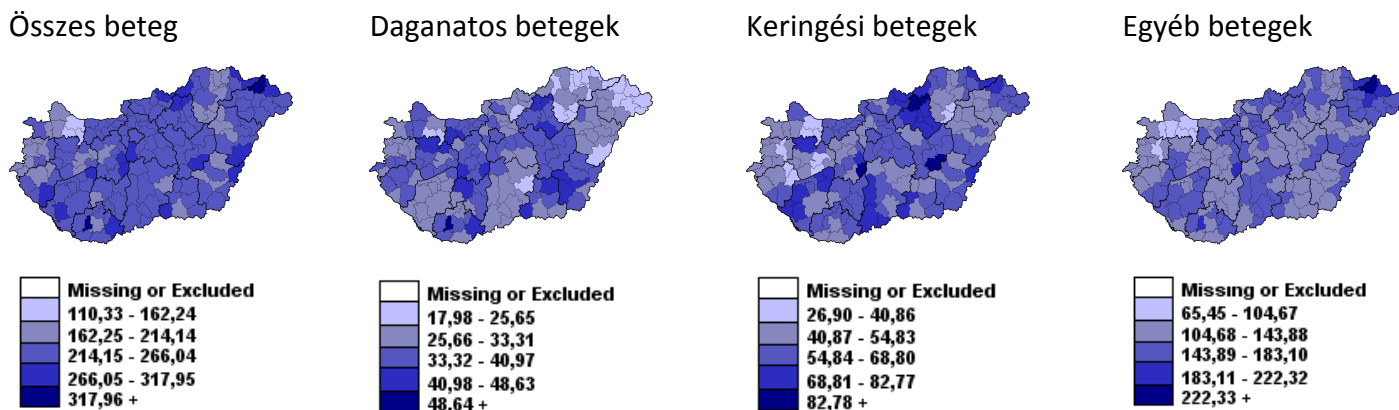 Összes beteg
Daganatos betegek
Keringési betegek
Egyéb betegek
Missing or Excluded
110,33 - 162,24
162,25 - 214,14
214,15 - 266,04
266,05 - 317,95
317,96 +
Missing or Excluded
17,98 - 25,65
25,66 - 33,31
33,32 - 40,97
40,98 - 48,63
48,64 +
Missing or Excluded
26,90 - 40,86
40,87 - 54,83
54,84 - 68,80
68,81 - 82,77
82,78 +
Missing or Excluded
65,45 - 104,67
104,68 - 143,88
143,89 - 183,10
183,11 - 222,32
222,33 +